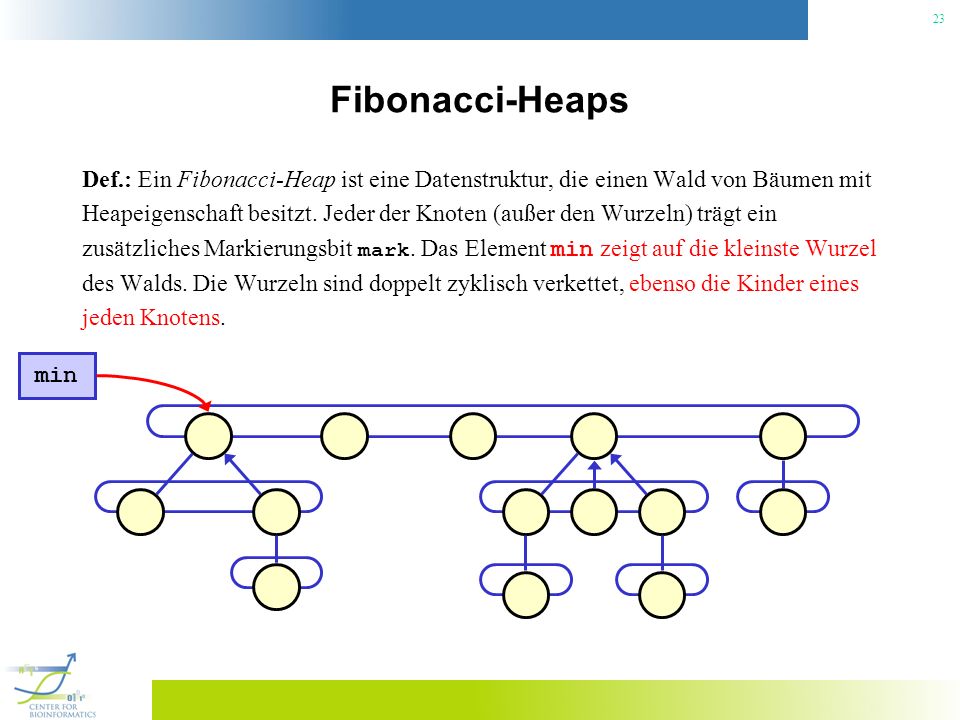 23
Fibonacci-Heaps
Def.: Ein Fibonacci-Heap ist eine Datenstruktur, die einen Wald von Bäumen mit
Heapeigenschaft besitzt. Jeder der Knoten (außer den Wurzeln) trägt ein
zusätzliches Markierungsbit mark. Das Element min zeigt auf die kleinste Wurzel
des Walds. Die Wurzeln sind doppelt zyklisch verkettet, ebenso die Kinder eines
jeden Knotens.
min
CENTER FOR
BIOINFORMATICS